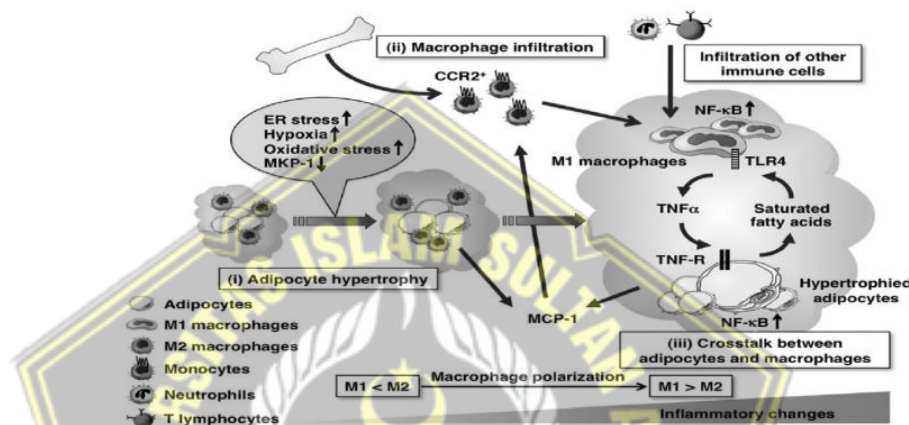 (ii) Macrophage infiltration
Infiltration of other
immune cells
CCR2⁺
NF-κB ↑
ER stress ↑
Hypoxia ↑
Oxidative stress ↑
MKP-1 ↓
M1 macrophages
TLR4
TNFα
Saturated
fatty acids
TNF-R
(i) Adipocyte hypertrophy
Hypertrophied
adipocytes
MCP-1
NF-κB ↑
Adipocytes
M1 macrophages
M2 macrophages
Monocytes
Neutrophils
T lymphocytes
(iii) Crosstalk between
adipocytes and macrophages
M1 < M2
Macrophage polarization
M1 > M2
Inflammatory changes
ISLAM SULTAN A